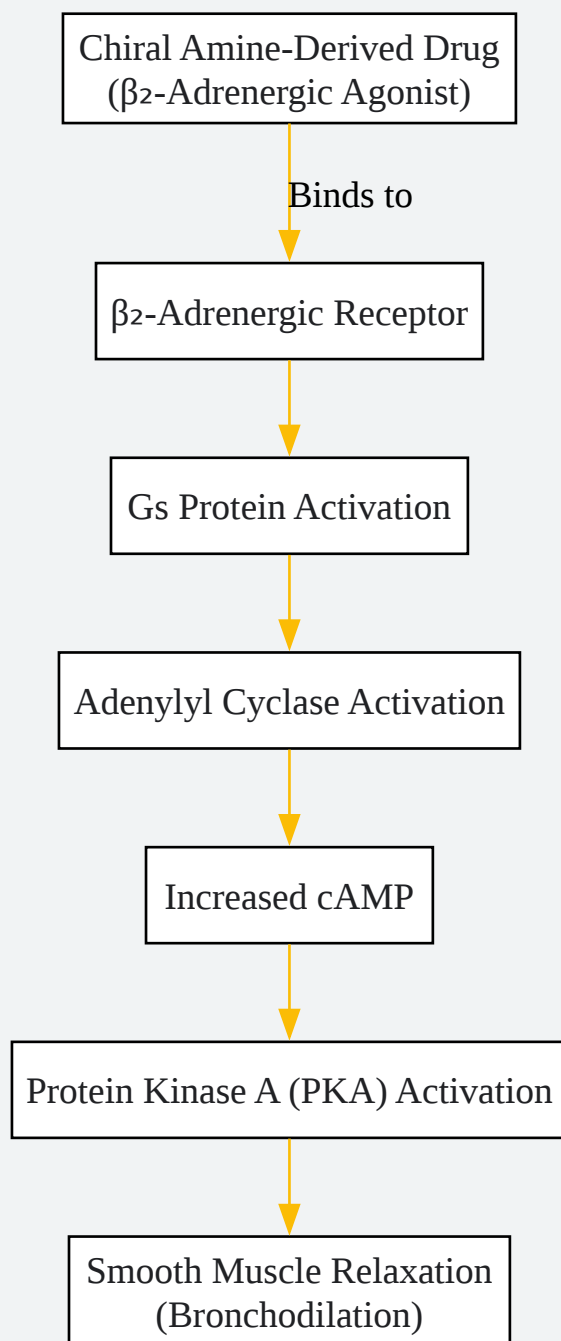 Chiral Amine-Derived Drug
(β₂-Adrenergic Agonist)
Binds to
β₂-Adrenergic Receptor
Gs Protein Activation
Adenylyl Cyclase Activation
Increased cAMP
Protein Kinase A (PKA) Activation
Smooth Muscle Relaxation
(Bronchodilation)